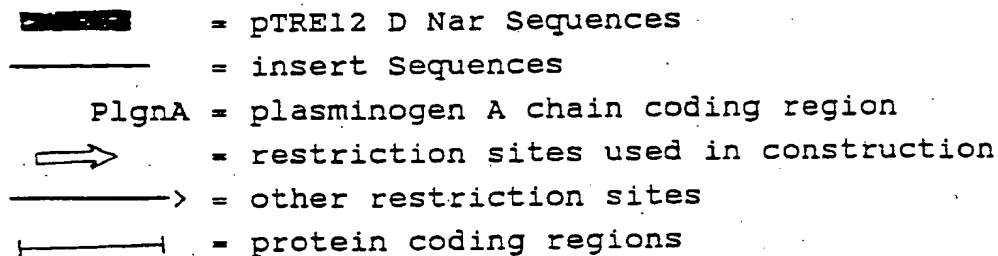 = pTRE12 D Nar Sequences
= insert Sequences
PlgnA = plasminogen A chain coding region
= restriction sites used in construction
= other restriction sites
= protein coding regions